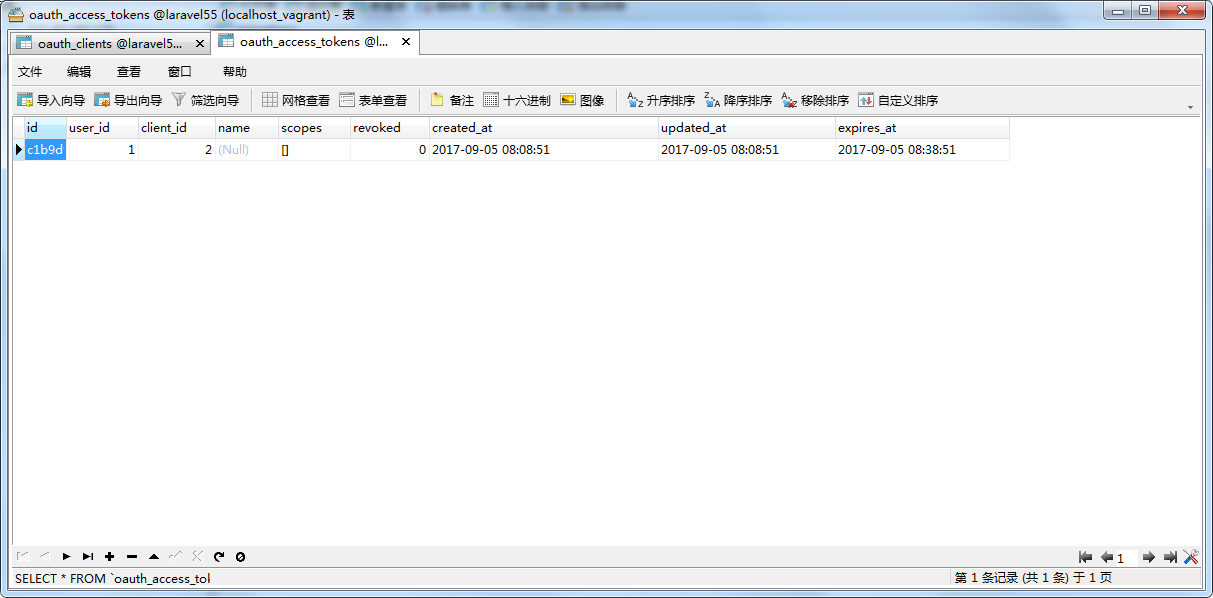 oauth_access_tokens @laravel55 (localhost_vagrant) - 表
oauth_clients @laravel5... oauth_access_tokens @l...
文件 编辑 查看 窗口 帮助
导入向导 导出向导 筛选向导 网格查看 表单查看 备注 十六进制 图像 升序排序 降序排序 移除排序 自定义排序
id user_id client_id name scopes revoked created_at updated_at expires_at
c1b9d 1 2 (Null) [] 0 2017-09-05 08:08:51 2017-09-05 08:08:51 2017-09-05 08:38:51
1
SELECT * FROM `oauth_access_tol 第 1 条记录 (共 1 条) 于 1 页